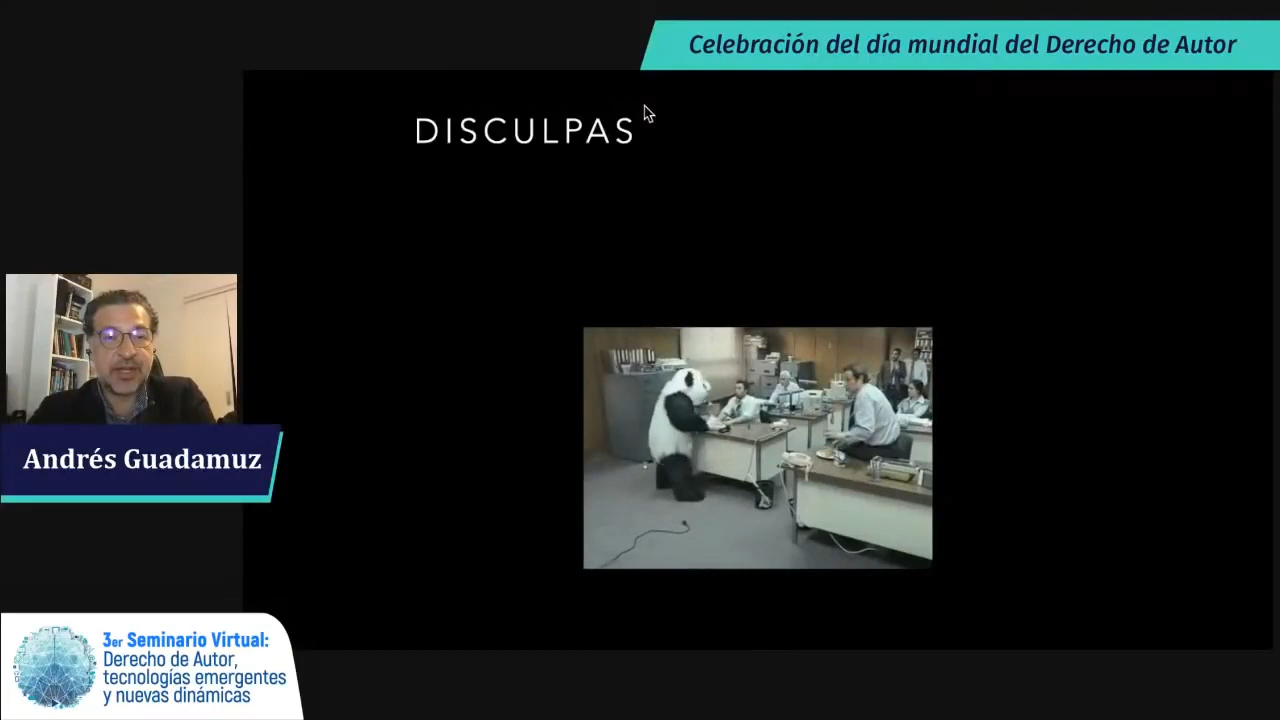 Celebración del día mundial del Derecho de Autor
DISCULPAS
Andrés Guadamuz
3er Seminario Virtual:
Derecho de Autor,
tecnologías emergentes
y nuevas dinámicas